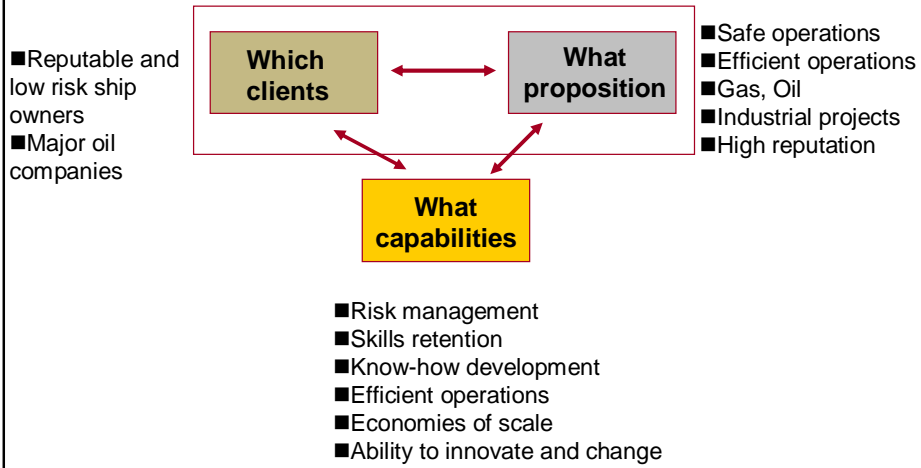 ■Reputable and
low risk ship
owners
■Major oil
companies
Which
clients
What
proposition
■Safe operations
■Efficient operations
■Gas, Oil
■Industrial projects
■High reputation
What
capabilities
■Risk management
■Skills retention
■Know-how development
■Efficient operations
■Economies of scale
■Ability to innovate and change